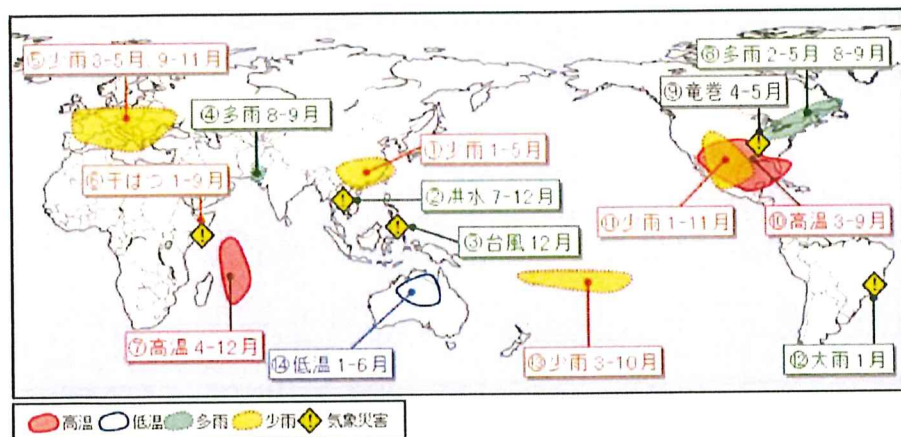 ⑤少雨 3-5月 9-11月
⑧多雨 2-5月 8-9月
⑨竜巻 4-5月
④多雨 8-9月
①少雨 1-5月
⑥干ばつ 1-9月
②洪水 7-12月
⑪少雨 1-11月
⑩高温 3-9月
③台風 12月
⑦高温 4-12月
⑭低温 1-6月
⑬少雨 3-10月
⑫大雨 1月
高温 低温 多雨 少雨 気象災害